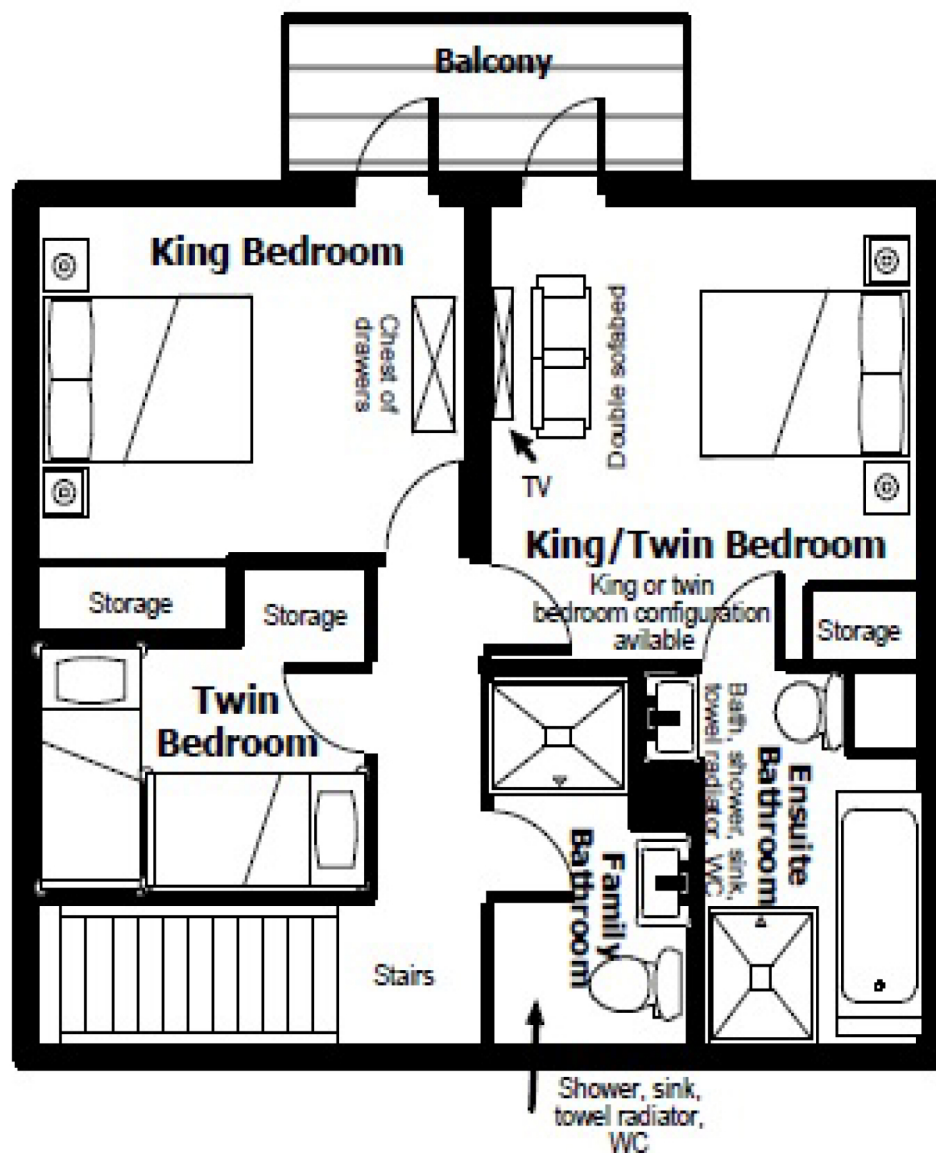 Balcony
King Bedroom
Chest of
drawers
Double sofabed
TV
King/Twin Bedroom
King or twin
bedroom configuration
avilable
Storage
Storage
Storage
Twin
Bedroom
Ensuite
Bathroom
Bath, shower, sink,
towel radiator, WC
Family
Bathroom
Stairs
Shower, sink,
towel radiator,
WC